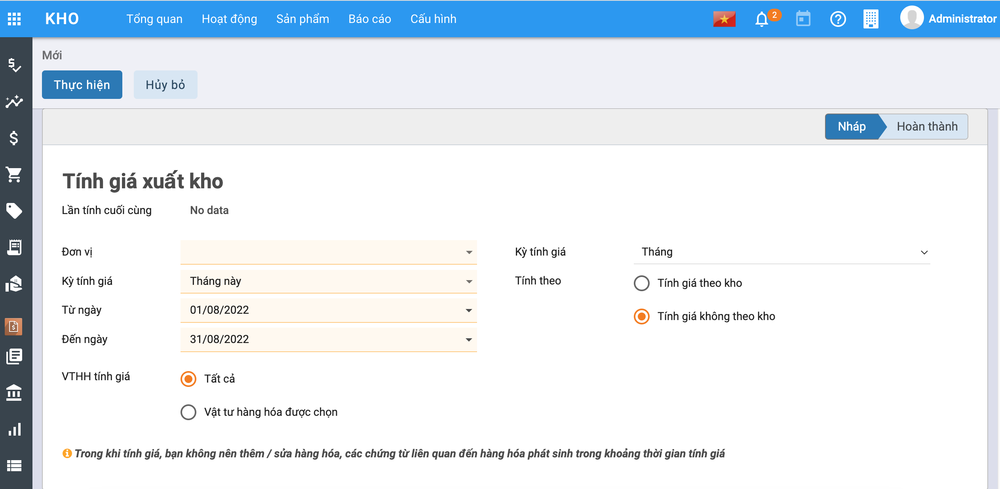 KHO Tổng quan Hoạt động Sản phẩm Báo cáo Cấu hình 2 Administrator
Mới
Thực hiện Hủy bỏ
Nháp Hoàn thành
Tính giá xuất kho
Lần tính cuối cùng No data
Đơn vị Kỳ tính giá Tháng
Kỳ tính giá Tháng này Tính theo Tính giá theo kho
Từ ngày 01/08/2022 Tính giá không theo kho
Đến ngày 31/08/2022
VTHH tính giá Tất cả
Vật tư hàng hóa được chọn
Trong khi tính giá, bạn không nên thêm / sửa hàng hóa, các chứng từ liên quan đến hàng hóa phát sinh trong khoảng thời gian tính giá